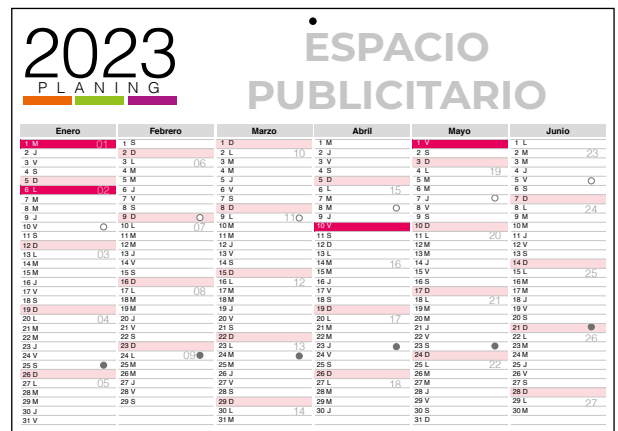 2023
PLANING
ESPACIO
PUBLICITARIO
Enero
1 M 01
2 J
3 V
4 S
5 D
6 L 02
7 M
8 M
9 J
10 V
11 S
12 D
13 L 03
14 M
15 M
16 J
17 V
18 S
19 D
20 L 04
21 M
22 M
23 J
24 V
25 S
26 D
27 L 05
28 M
29 M
30 J
31 V
Febrero
1 S
2 D
3 L 06
4 M
5 M
6 J
7 V
8 S
9 D
10 L 07
11 M
12 M
13 J
14 V
15 S
16 D
17 L 08
18 M
19 M
20 J
21 V
22 S
23 D
24 L 09
25 M
26 M
27 J
28 V
29 S
Marzo
1 D
2 L 10
3 M
4 M
5 J
6 V
7 S
8 D
9 L 11
10 M
11 M
12 J
13 V
14 S
15 D
16 L 12
17 M
18 M
19 J
20 V
21 S
22 D
23 L 13
24 M
25 M
26 J
27 V
28 S
29 D
30 L 14
31 M
Abril
1 M
2 J
3 V
4 S
5 D
6 L 15
7 M
8 M
9 J
10 V
11 S
12 D
13 L
14 M 16
15 M
16 J
17 V
18 S
19 D
20 L 17
21 M
22 M
23 J
24 V
25 S
26 D
27 L 18
28 M
29 M
30 J
Mayo
1 V
2 S
3 D
4 L 19
5 M
6 M
7 J
8 V
9 S
10 D
11 L 20
12 M
13 M
14 J
15 V
16 S
17 D
18 L 21
19 M
20 M
21 J
22 V
23 S
24 D
25 L 22
26 M
27 M
28 J
29 V
30 S
31 D
Junio
1 L
2 M 23
3 M
4 J
5 V
6 S
7 D
8 L 24
9 M
10 M
11 J
12 V
13 S
14 D
15 L 25
16 M
17 M
18 J
19 V
20 S
21 D
22 L 26
23 M
24 M
25 J
26 V
27 S
28 D
29 L 27
30 M